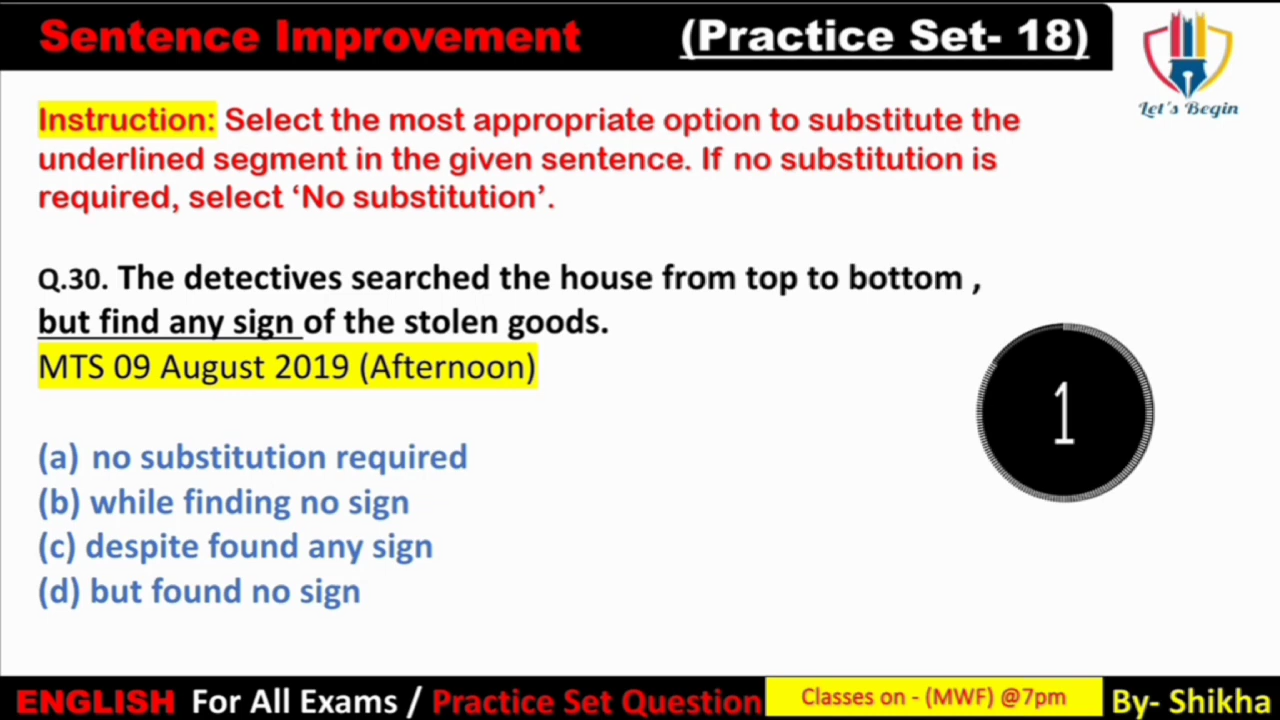 Sentence Improvement (Practice Set- 18)
Let's Begin
Instruction: Select the most appropriate option to substitute the
underlined segment in the given sentence. If no substitution is
required, select ‘No substitution’.
Q.30. The detectives searched the house from top to bottom ,
but find any sign of the stolen goods.
MTS 09 August 2019 (Afternoon)
1
(a) no substitution required
(b) while finding no sign
(c) despite found any sign
(d) but found no sign
ENGLISH For All Exams / Practice Set Question Classes on - (MWF) @7pm By- Shikha